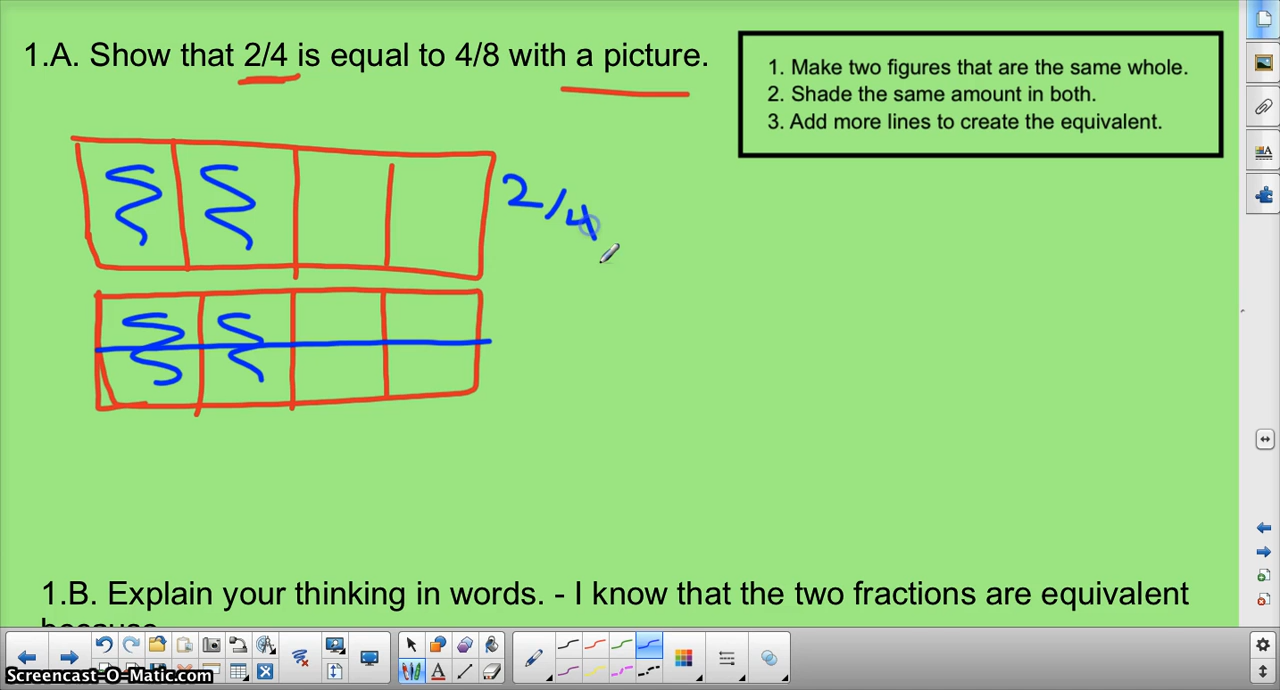 1.A. Show that 2/4 is equal to 4/8 with a picture.
1. Make two figures that are the same whole.
2. Shade the same amount in both.
3. Add more lines to create the equivalent.
2/4
1.B. Explain your thinking in words. - I know that the two fractions are equivalent
because
Screencast-O-Matic.com